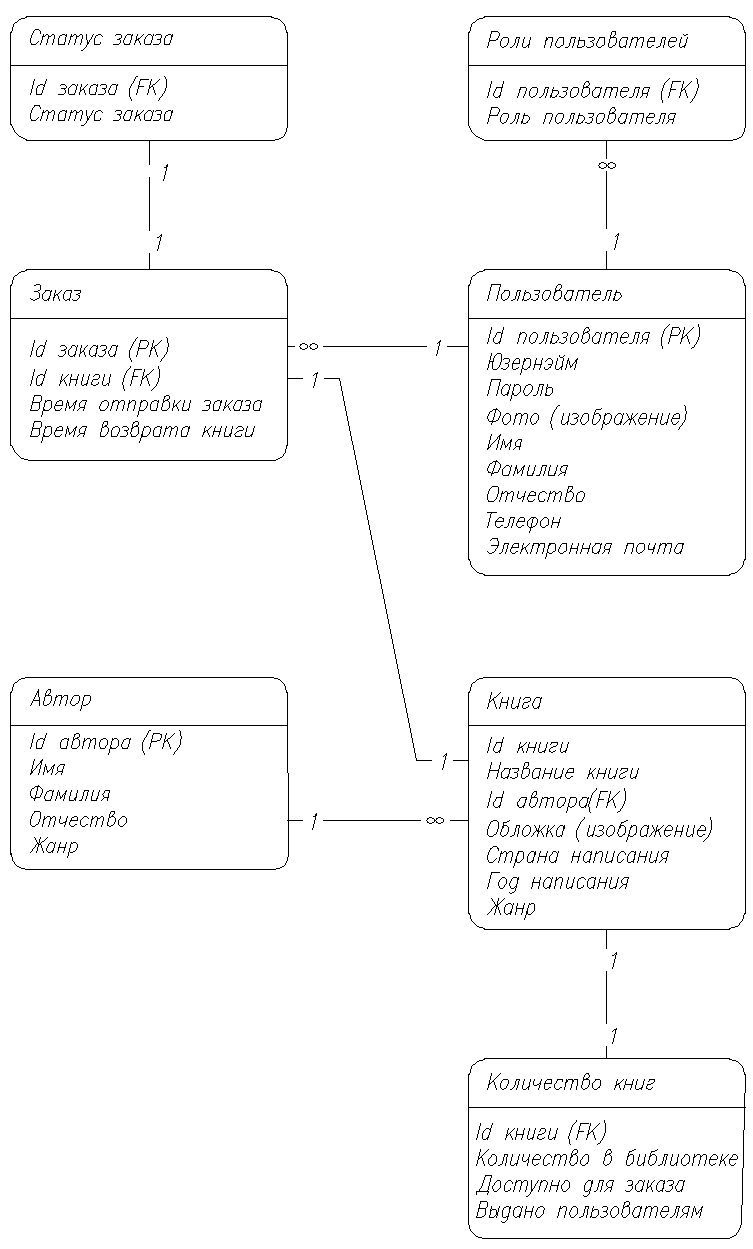 Статус заказа
Id заказа (FK)
Статус заказа
Роли пользователей
Id пользователя (FK)
Роль пользователя
1
1
∞
1
Заказ
Id заказа (PK)
Id книги (FK)
Время отправки заказа
Время возврата книги
∞
1
1
Пользователь
Id пользователя (PK)
Юзернэйм
Пароль
Фото (изображение)
Имя
Фамилия
Отчество
Телефон
Электронная почта
Автор
Id автора (PK)
Имя
Фамилия
Отчество
Жанр
1
∞
1
Книга
Id книги
Название книги
Id автора(FK)
Обложка (изображение)
Страна написания
Год написания
Жанр
1
1
Количество книг
Id книги (FK)
Количество в библиотеке
Доступно для заказа
Выдано пользователям